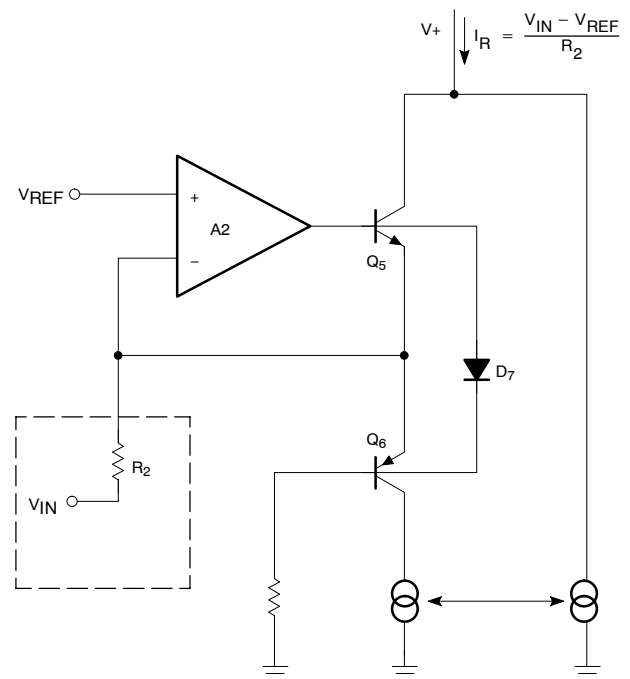 V+
I_R = V_IN − V_REF
R_2
V_REF
+
A2
−
Q_5
D_7
Q_6
R_2
V_IN